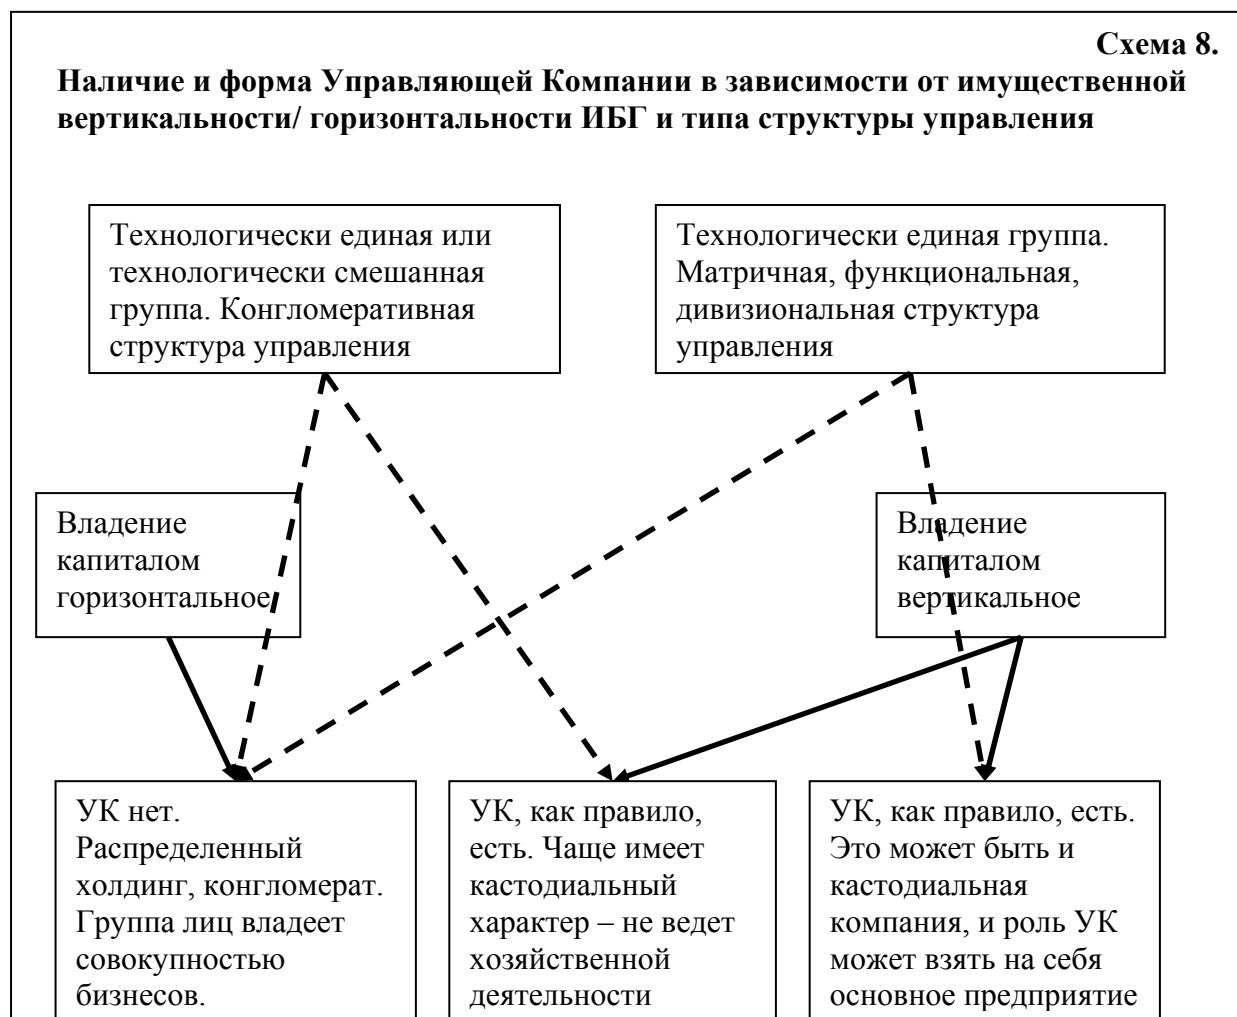 Схема 8.
Наличие и форма Управляющей Компании в зависимости от имущественной
вертикальности/ горизонтальности ИБГ и типа структуры управления
Технологически единая или
технологически смешанная
группа. Конгломеративная
структура управления
Технологически единая группа.
Матричная, функциональная,
дивизиональная структура
управления
Владение
капиталом
горизонтальное
Владение
капиталом
вертикальное
УК нет.
Распределенный
холдинг, конгломерат.
Группа лиц владеет
совокупностью
бизнесов.
УК, как правило,
есть. Чаще имеет
кастодиальный
характер – не ведет
хозяйственной
деятельности
УК, как правило, есть.
Это может быть и
кастодиальная
компания, и роль УК
может взять на себя
основное предприятие